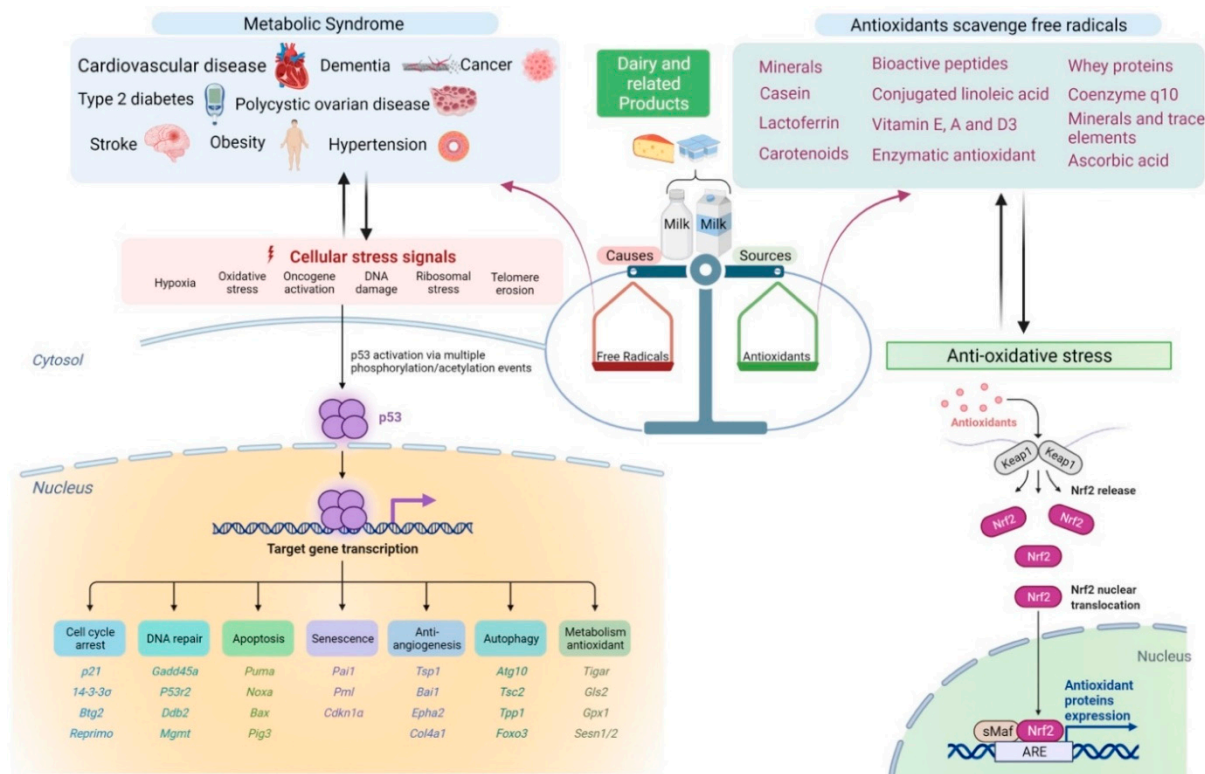 Metabolic Syndrome
Cardiovascular disease
Dementia
Cancer
Type 2 diabetes
Polycystic ovarian disease
Stroke
Obesity
Hypertension
Cellular stress signals
Hypoxia
Oxidative
stress
Oncogene
activation
DNA
damage
Ribosomal
stress
Telomere
erosion
Dairy and
related
Products
Milk
Milk
Causes
Sources
Free Radicals
Antioxidants
Antioxidants scavenge free radicals
Minerals
Casein
Lactoferrin
Carotenoids
Bioactive peptides
Conjugated linoleic acid
Vitamin E, A and D3
Enzymatic antioxidant
Whey proteins
Coenzyme q10
Minerals and trace
elements
Ascorbic acid
Cytosol
p53 activation via multiple
phosphorylation/acetylation events
p53
Nucleus
Target gene transcription
Cell cycle
arrest
p21
14-3-3σ
Btg2
Reprimo
DNA repair
Gadd45a
P53r2
Ddb2
Mgmt
Apoptosis
Puma
Noxa
Bax
Pig3
Senescence
Pai1
Pml
Cdkn1a
Anti-
angiogenesis
Tsp1
Bai1
Epha2
Col4a1
Autophagy
Atg10
Tsc2
Tpp1
Foxo3
Metabolism
antioxidant
Tigar
Gls2
Gpx1
Sesn1/2
Anti-oxidative stress
Antioxidants
Keap1
Keap1
Nrf2 release
Nrf2
Nrf2
Nrf2
Nrf2
Nrf2 nuclear
translocation
Nucleus
Antioxidant
proteins
expression
sMaf
Nrf2
ARE